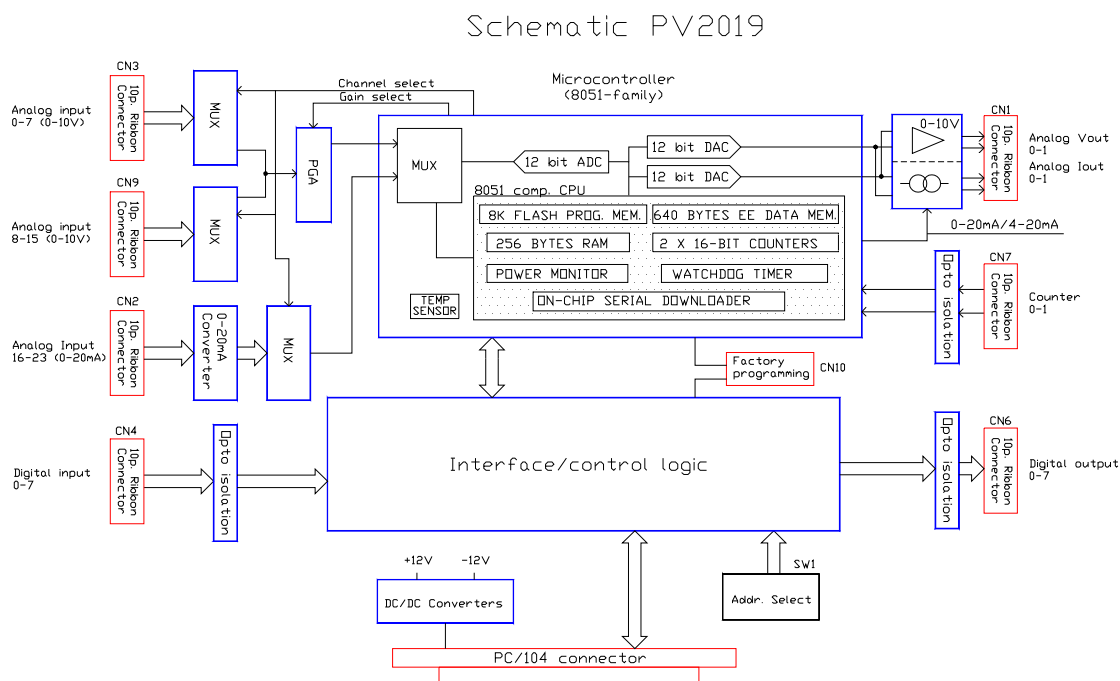 Schematic PV2019
CN3
10p. Ribbon
Connector
Analog input
0-7 (0-10V)
MUX
Channel select
Gain select
Microcontroller
(8051-family)
PGA
MUX
12 bit ADC
12 bit DAC
12 bit DAC
0-10V
CN1
10p. Ribbon
Connector
Analog Vout
0-1
Analog Iout
0-1
0-20mA/4-20mA
CN9
10p. Ribbon
Connector
Analog input
8-15 (0-10V)
MUX
8051 comp. CPU
8K FLASH PROG. MEM.
640 BYTES EE DATA MEM.
256 BYTES RAM
2 X 16-BIT COUNTERS
POWER MONITOR
WATCHDOG TIMER
ON-CHIP SERIAL DOWNLOADER
TEMP
SENSOR
Opto isolation
CN7
10p. Ribbon
Connector
Counter
0-1
CN2
10p. Ribbon
Connector
Analog Input
16-23 (0-20mA)
0-20mA
Converter
MUX
Factory
programming
CN10
CN4
10p. Ribbon
Connector
Digital input
0-7
Opto isolation
Interface/control logic
Opto isolation
CN6
10p. Ribbon
Connector
Digital output
0-7
+12V
-12V
DC/DC Converters
SW1
Addr. Select
PC/104 connector